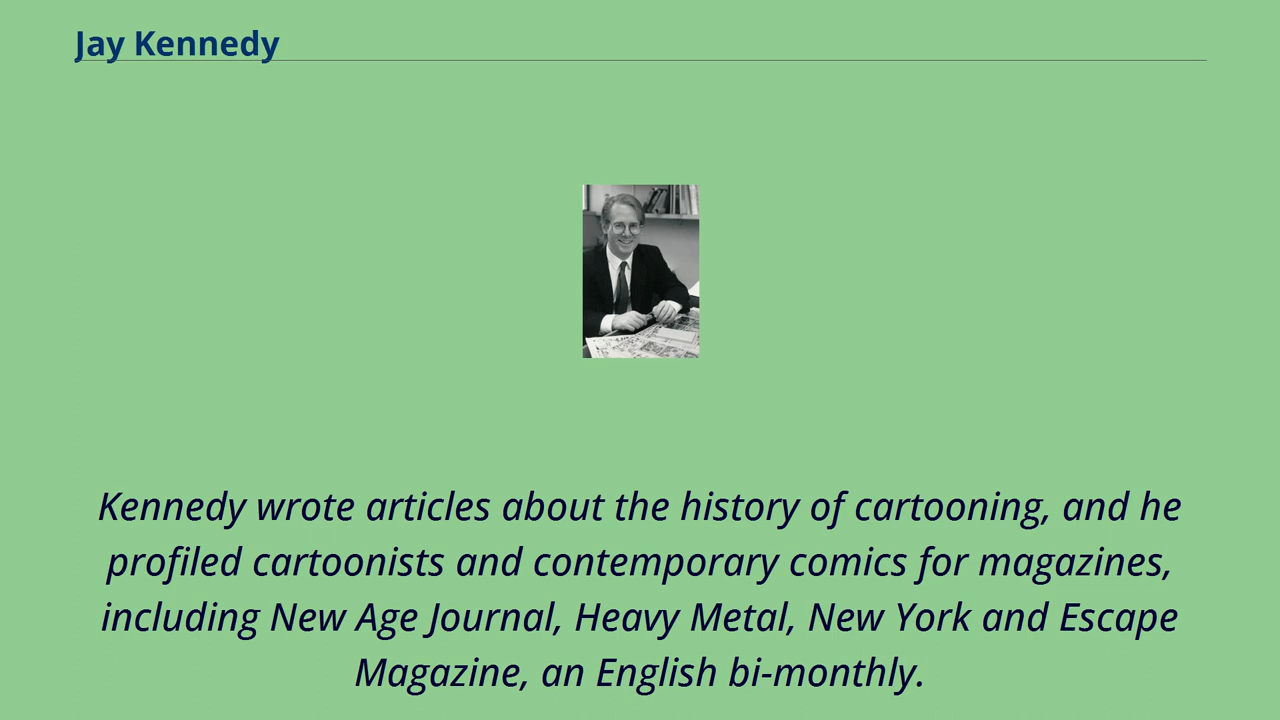 Jay Kennedy
Kennedy wrote articles about the history of cartooning, and he
profiled cartoonists and contemporary comics for magazines,
including New Age Journal, Heavy Metal, New York and Escape
Magazine, an English bi-monthly.